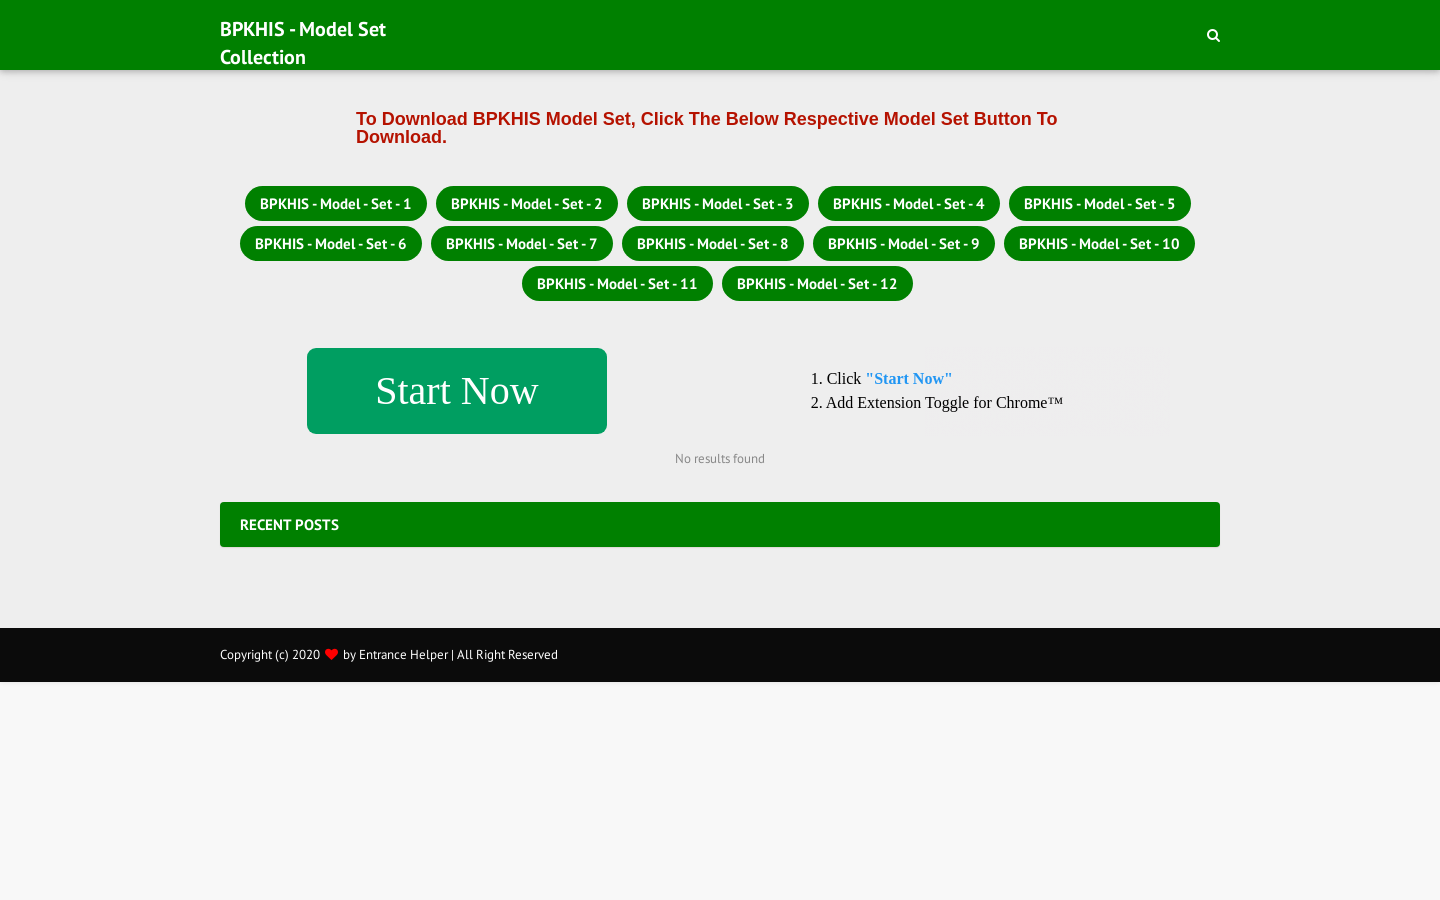 BPKHIS - Model Set
Collection
To Download BPKHIS Model Set, Click The Below Respective Model Set Button To
Download.
BPKHIS - Model - Set - 1
BPKHIS - Model - Set - 2
BPKHIS - Model - Set - 3
BPKHIS - Model - Set - 4
BPKHIS - Model - Set - 5
BPKHIS - Model - Set - 6
BPKHIS - Model - Set - 7
BPKHIS - Model - Set - 8
BPKHIS - Model - Set - 9
BPKHIS - Model - Set - 10
BPKHIS - Model - Set - 11
BPKHIS - Model - Set - 12
Start Now
1. Click "Start Now"
2. Add Extension Toggle for Chrome™
No results found
RECENT POSTS
Copyright (c) 2020 ❤ by Entrance Helper | All Right Reserved